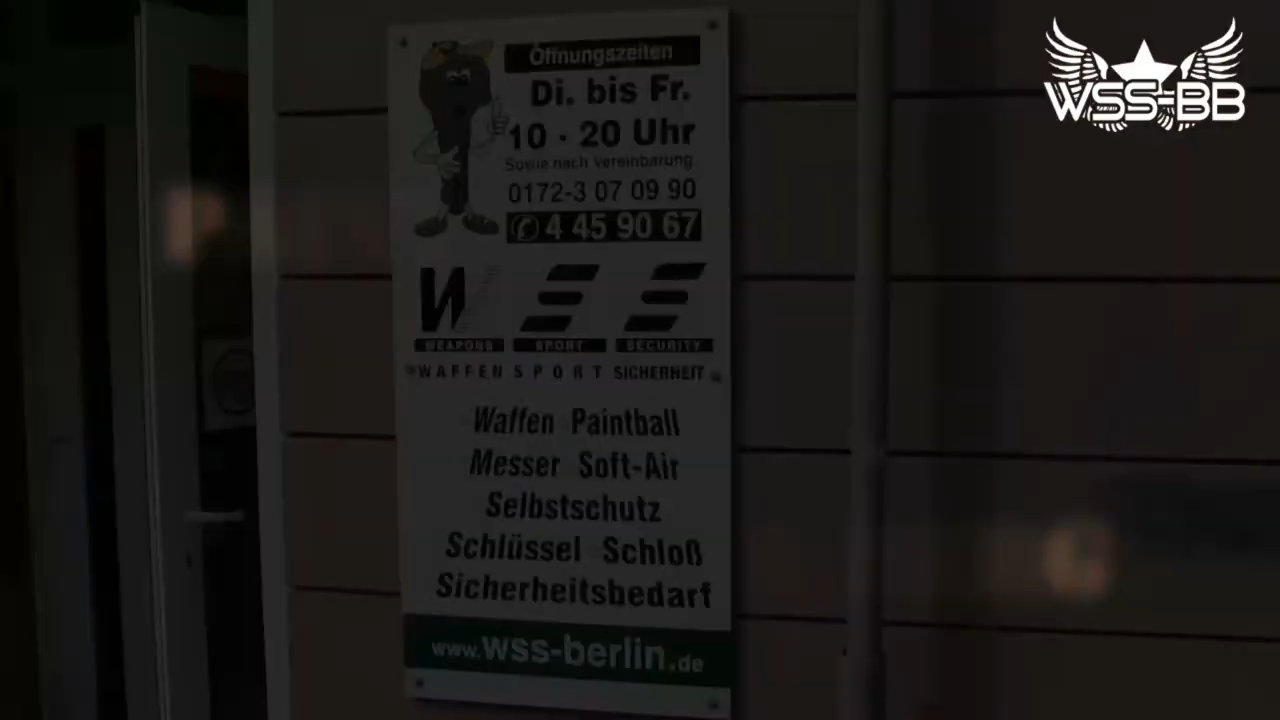 WSS-BB
Öffnungszeiten
Di. bis Fr.
10 - 20 Uhr
Sowie nach Vereinbarung
0172-3 07 09 90
✆ 4 45 90 67
W S S
WEAPONS SPORT SECURITY
WAFFEN SPORT SICHERHEIT
Waffen Paintball
Messer Soft-Air
Selbstschutz
Schlüssel Schloß
Sicherheitsbedarf
www.wss-berlin.de